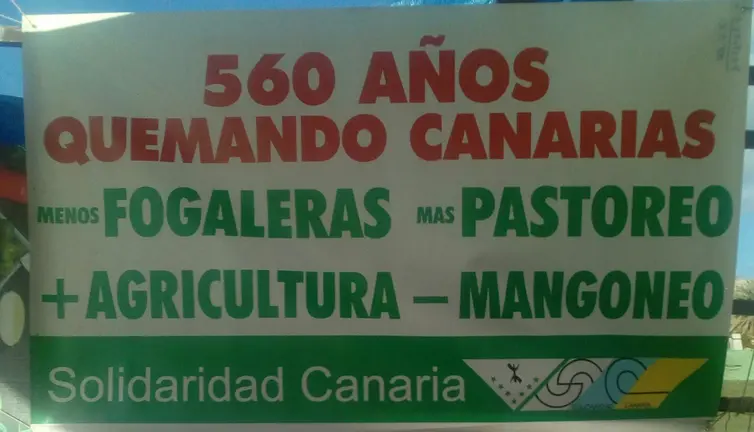 560 AÑOS
QUEMANDO CANARIAS
MENOS FOGALERAS MAS PASTOREO
+ AGRICULTURA - MANGONEO
Solidaridad Canaria